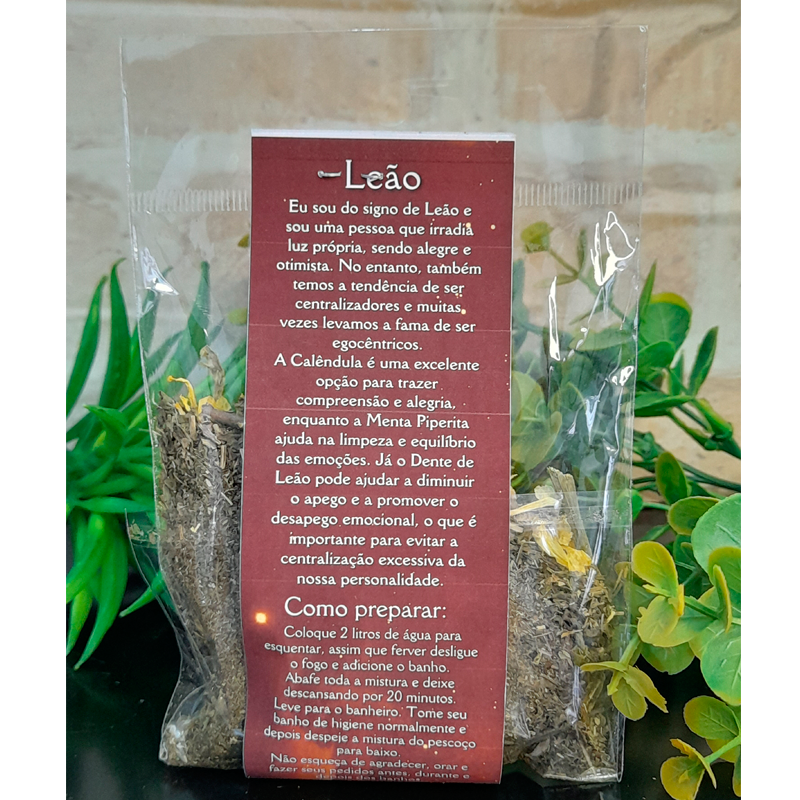 Leão
Eu sou do signo de Leão e
sou uma pessoa que irradia
luz própria, sendo alegre e
otimista. No entanto, também
temos a tendência de ser
centralizadores e muitas
vezes levamos a fama de ser
egocêntricos.
A Calêndula é uma excelente
opção para trazer
compreensão e alegria,
enquanto a Menta Piperita
ajuda na limpeza e equilíbrio
das emoções. Já o Dente de
Leão pode ajudar a diminuir
o apego e a promover o
desapego emocional, o que é
importante para evitar a
centralização excessiva da
nossa personalidade.
Como preparar:
Coloque 2 litros de água para
esquentar, assim que ferver desligue
o fogo e adicione o banho.
Abafe toda a mistura e deixe
descansando por 20 minutos.
Leve para o banheiro. Tome seu
banho de higiene normalmente e
depois despeje a mistura do pescoço
para baixo.
Não esqueça de agradecer, orar e
fazer seus pedidos antes, durante e
depois dos banhos